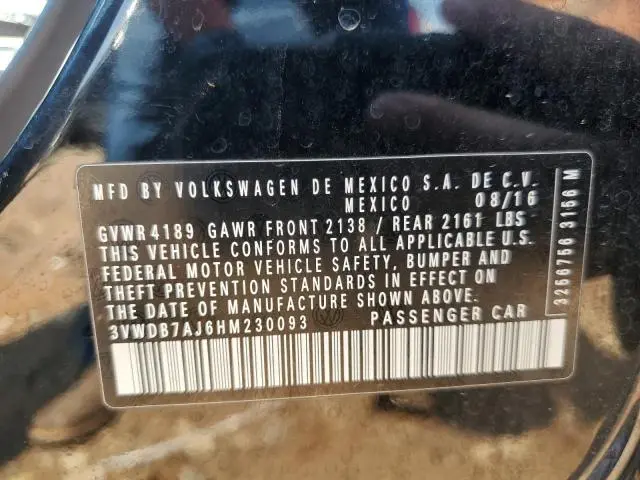 MFD BY VOLKSWAGEN DE MEXICO S.A. DE C.V.
MEXICO 08/16
GVWR 4189 GAWR FRONT 2138 / REAR 2161 LBS
THIS VEHICLE CONFORMS TO ALL APPLICABLE U.S.
FEDERAL MOTOR VEHICLE SAFETY, BUMPER AND
THEFT PREVENTION STANDARDS IN EFFECT ON
THE DATE OF MANUFACTURE SHOWN ABOVE.
3VWDB7AJ6HM230093 PASSENGER CAR
3256756 3156 M